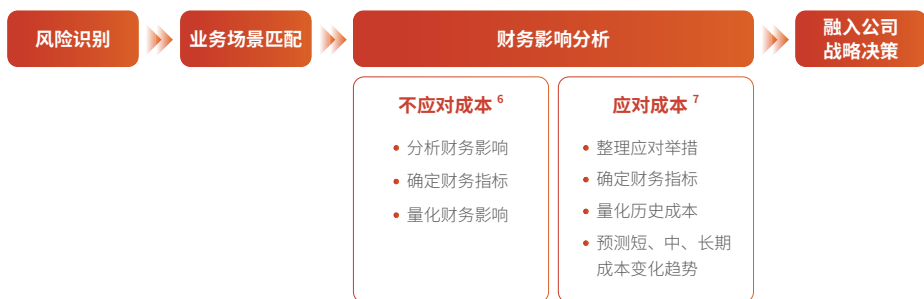 风险识别
业务场景匹配
财务影响分析
融入公司
战略决策
不应对成本 6
• 分析财务影响
• 确定财务指标
• 量化财务影响
应对成本 7
• 整理应对举措
• 确定财务指标
• 量化历史成本
• 预测短、中、长期
成本变化趋势